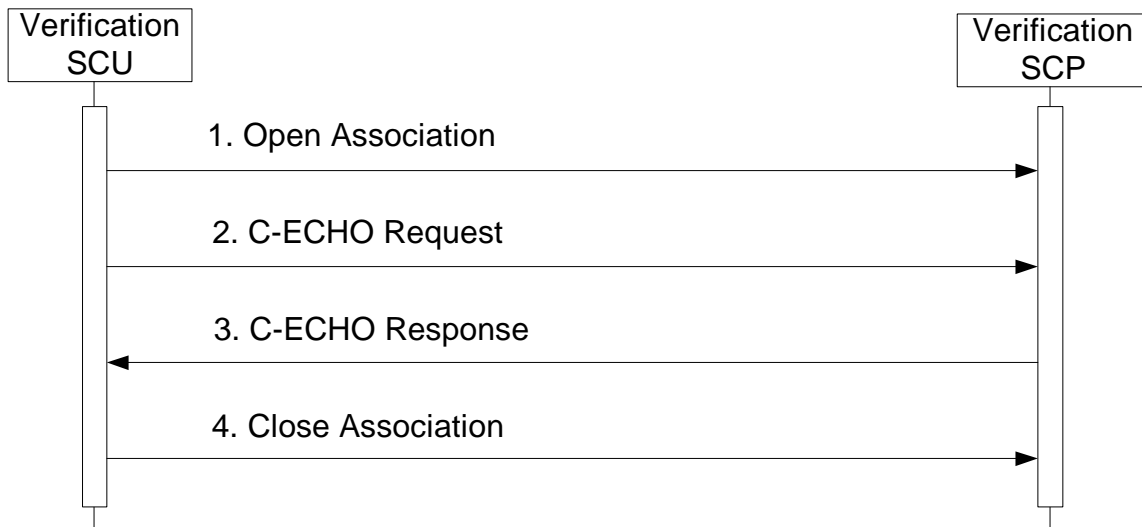 Verification
SCU
Verification
SCP
1. Open Association
2. C-ECHO Request
3. C-ECHO Response
4. Close Association